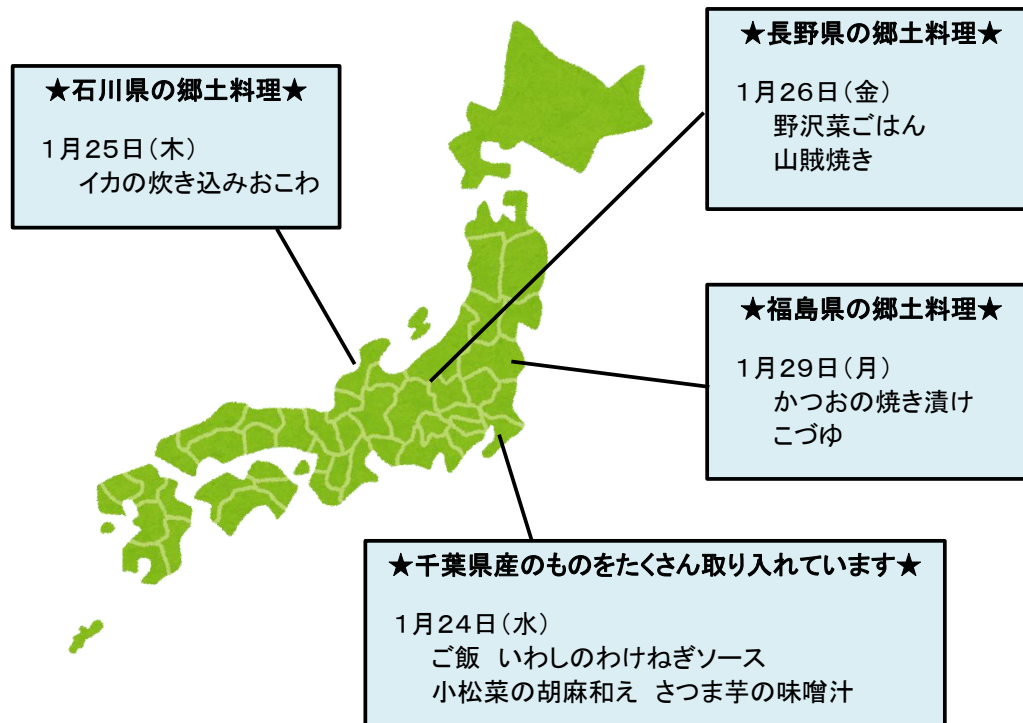 ★石川県の郷土料理★
1月25日(木)
イカの炊き込みおこわ
★長野県の郷土料理★
1月26日(金)
野沢菜ごはん
山賊焼き
★福島県の郷土料理★
1月29日(月)
かつおの焼き漬け
こづゆ
★千葉県産のものをたくさん取り入れています★
1月24日(水)
ご飯 いわしのわけねぎソース
小松菜の胡麻和え さつま芋の味噌汁